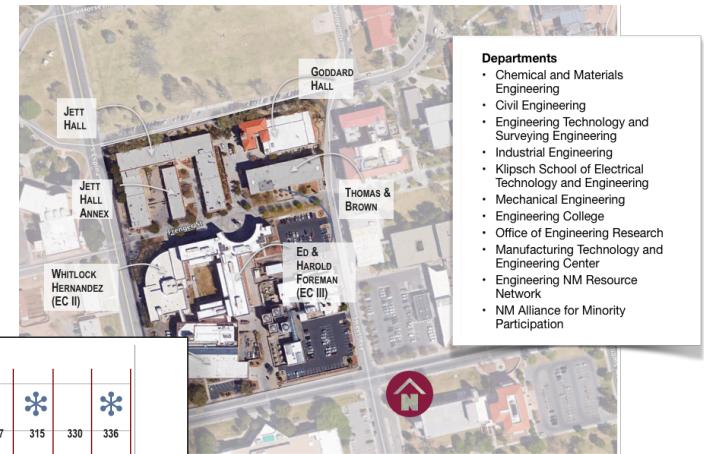 GODDARD
HALL
JETT
HALL
JETT
HALL
ANNEX
THOMAS &
BROWN
Frenger St
WHITLOCK
HERNANDEZ
(EC II)
ED &
HAROLD
FOREMAN
(EC III)
Departments
• Chemical and Materials
Engineering
• Civil Engineering
• Engineering Technology and
Surveying Engineering
• Industrial Engineering
• Klipsch School of Electrical
Technology and Engineering
• Mechanical Engineering
• Engineering College
• Office of Engineering Research
• Manufacturing Technology and
Engineering Center
• Engineering NM Resource
Network
• NM Alliance for Minority
Participation
N
7 315 330 336